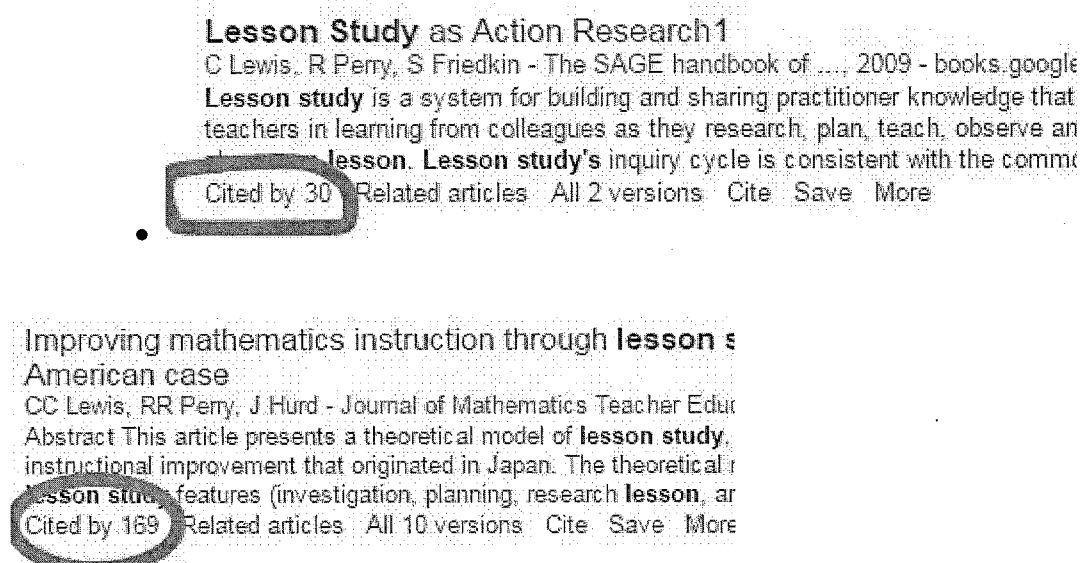 Lesson Study as Action Research1
C Lewis, R Perry, S Friedkin - The SAGE handbook of ..., 2009 - books.google
Lesson study is a system for building and sharing practitioner knowledge that
teachers in learning from colleagues as they research, plan, teach, observe an
lesson. Lesson study's inquiry cycle is consistent with the commo
Cited by 30 Related articles All 2 versions Cite Save More
Improving mathematics instruction through lesson s
American case
CC Lewis, RR Perry, J Hurd - Journal of Mathematics Teacher Educ
Abstract This article presents a theoretical model of lesson study,
instructional improvement that originated in Japan. The theoretical r
lesson study features (investigation, planning, research lesson, an
Cited by 169 Related articles All 10 versions Cite Save More